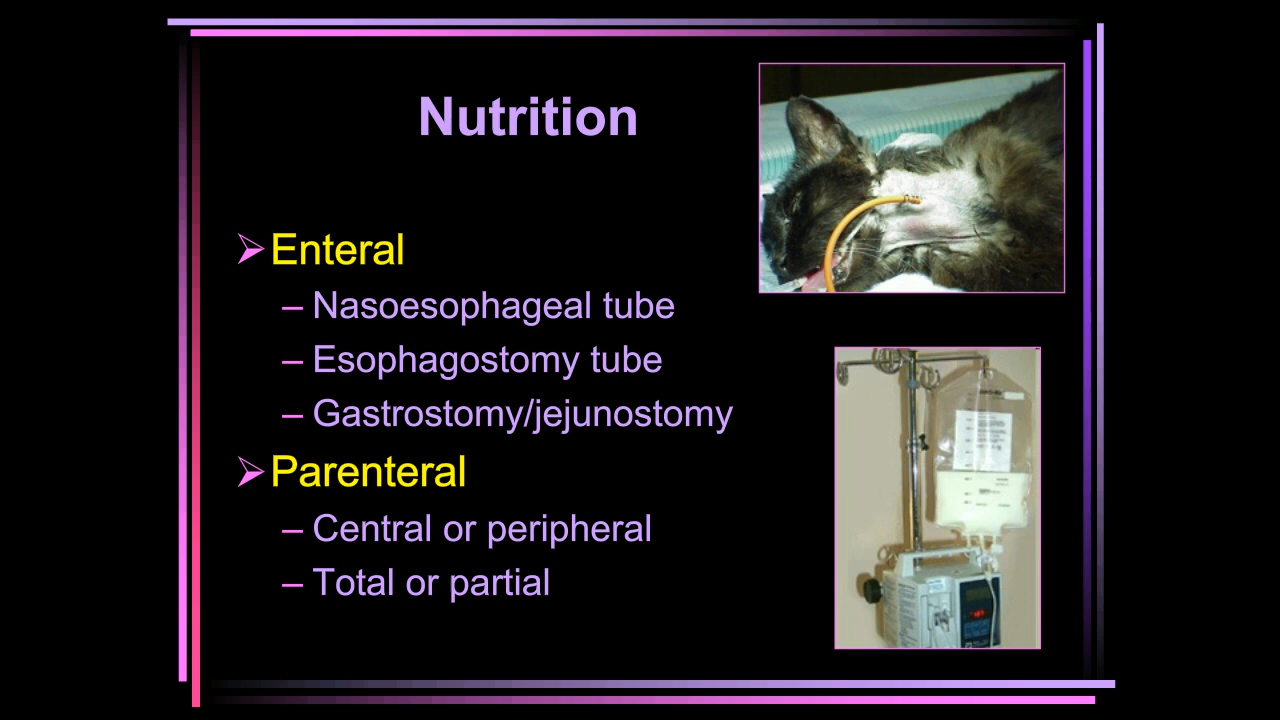 Nutrition
Enteral
– Nasoesophageal tube
– Esophagostomy tube
– Gastrostomy/jejunostomy
Parenteral
– Central or peripheral
– Total or partial